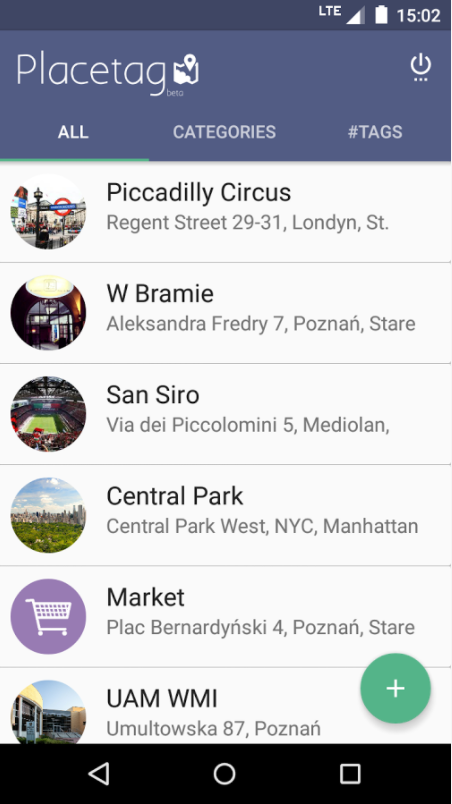 LTE 15:02
Placetag
beta
ALL CATEGORIES #TAGS
Piccadilly Circus
Regent Street 29-31, Londyn, St.
W Bramie
Aleksandra Fredry 7, Poznań, Stare
San Siro
Via dei Piccolomini 5, Mediolan,
Central Park
Central Park West, NYC, Manhattan
Market
Plac Bernardyński 4, Poznań, Stare
UAM WMI
Umultowska 87, Poznań